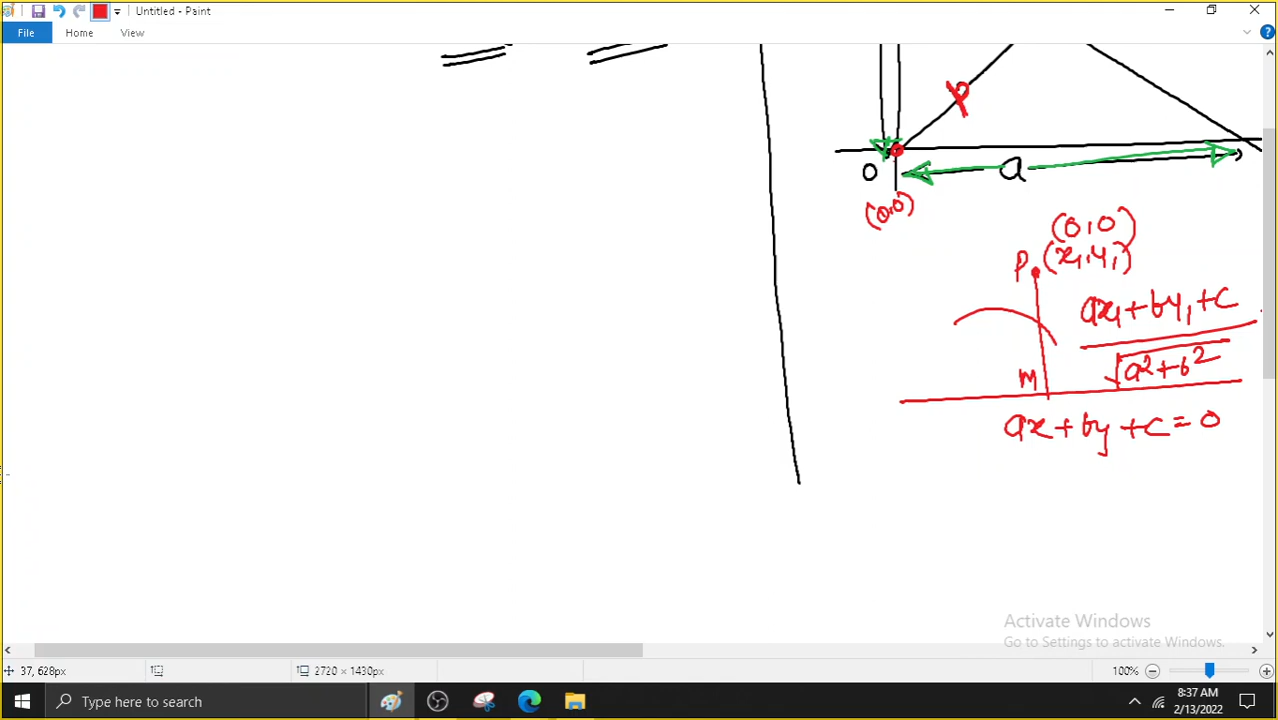 Untitled - Paint
File Home View
p
O
a
(0,0)
(0,0)
P (x₁,y₁)
ax₁+by₁+c
√a²+b²
M
ax+by+c=0
Activate Windows
Go to Settings to activate Windows.
37, 628px
2720 × 1430px
100%
Type here to search
8:37 AM
2/13/2022